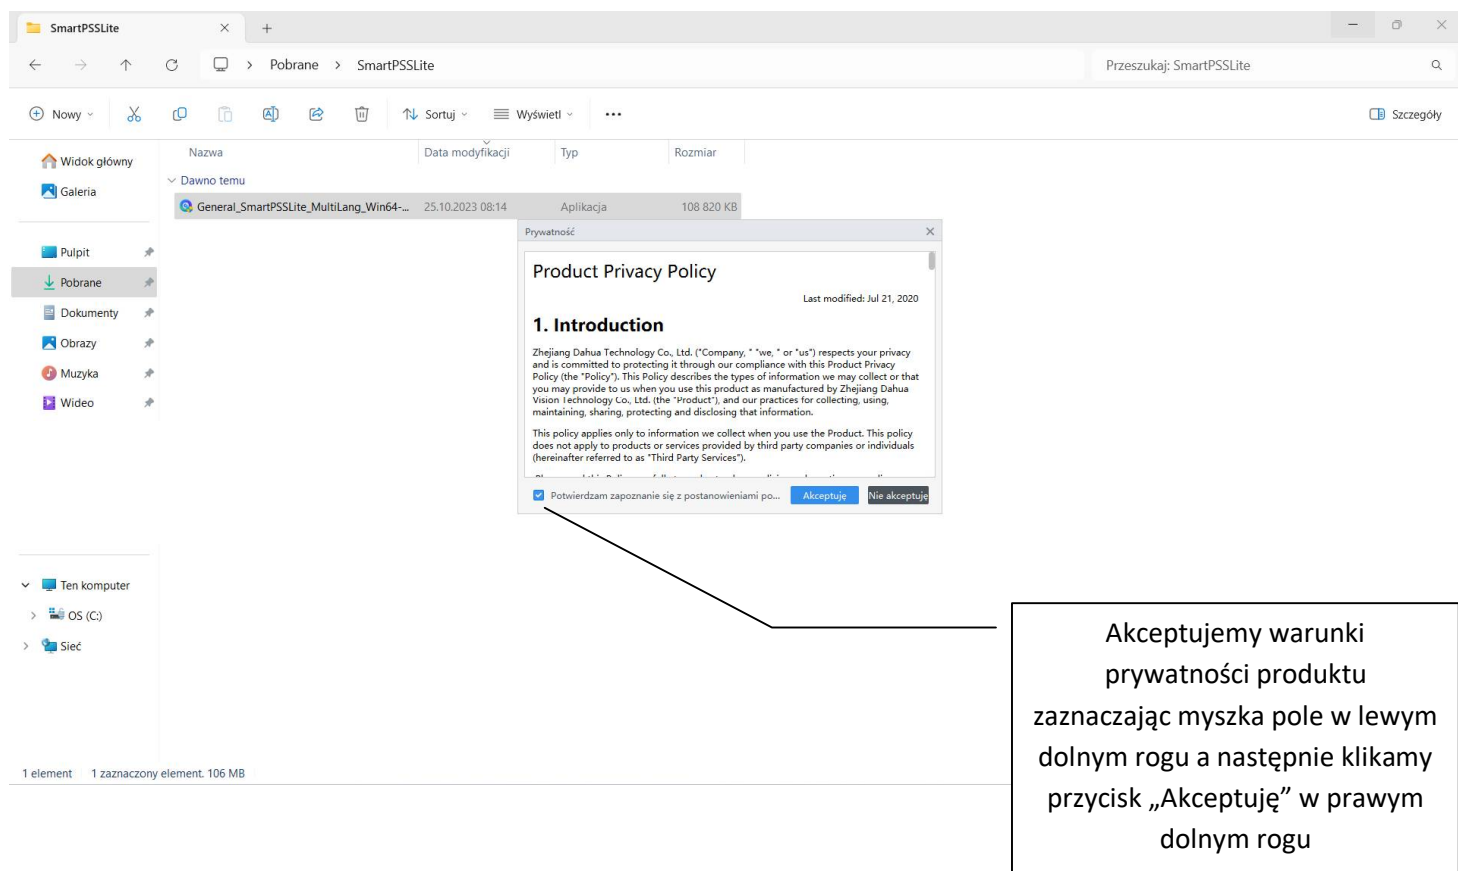 SmartPSSLite
Pobrane > SmartPSSLite
Przeszukaj: SmartPSSLite
Nowy
Sortuj
Wyświetl
Szczegóły
Widok główny
Galeria
Pulpit
Pobrane
Dokumenty
Obrazy
Muzyka
Wideo
Ten komputer
OS (C:)
Sieć
Nazwa
Data modyfikacji
Typ
Rozmiar
Dawno temu
General_SmartPSSLite_MultiLang_Win64-... 25.10.2023 08:14 Aplikacja 108 820 KB
Prywatność
Product Privacy Policy
Last modified: Jul 21, 2020
1. Introduction
Zhejiang Dahua Technology Co., Ltd. ("Company, " "we, " or "us") respects your privacy
and is committed to protecting it through our compliance with this Product Privacy
Policy (the "Policy"). This Policy describes the types of information we may collect or that
you may provide to us when you use this product as manufactured by Zhejiang Dahua
Vision Technology Co., Ltd. (the "Product"), and our practices for collecting, using,
maintaining, sharing, protecting and disclosing that information.
This policy applies only to information we collect when you use the Product. This policy
does not apply to products or services provided by third party companies or individuals
(hereinafter referred to as "Third Party Services").
Potwierdzam zapoznanie się z postanowieniami po...
Akceptuję
Nie akceptuję
1 element 1 zaznaczony element. 106 MB
Akceptujemy warunki
prywatności produktu
zaznaczając myszka pole w lewym
dolnym rogu a następnie klikamy
przycisk „Akceptuję” w prawym
dolnym rogu